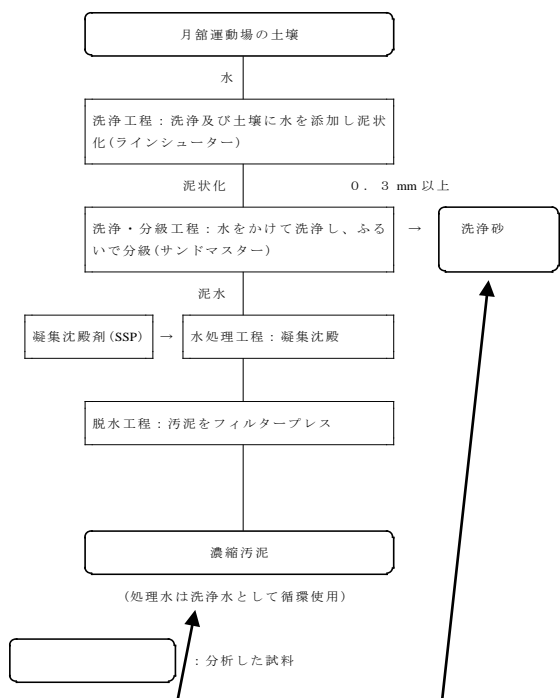 月舘運動場の土壌
水
洗浄工程:洗浄及び土壌に水を添加し泥状
化(ラインシューター)
泥状化
0.3mm以上
洗浄・分級工程:水をかけて洗浄し、ふる
いで分級(サンドマスター)
→
洗浄砂
泥水
凝集沈殿剤(SSP)
→
水処理工程:凝集沈殿
脱水工程:汚泥をフィルタープレス
濃縮汚泥
(処理水は洗浄水として循環使用)
:分析した試料